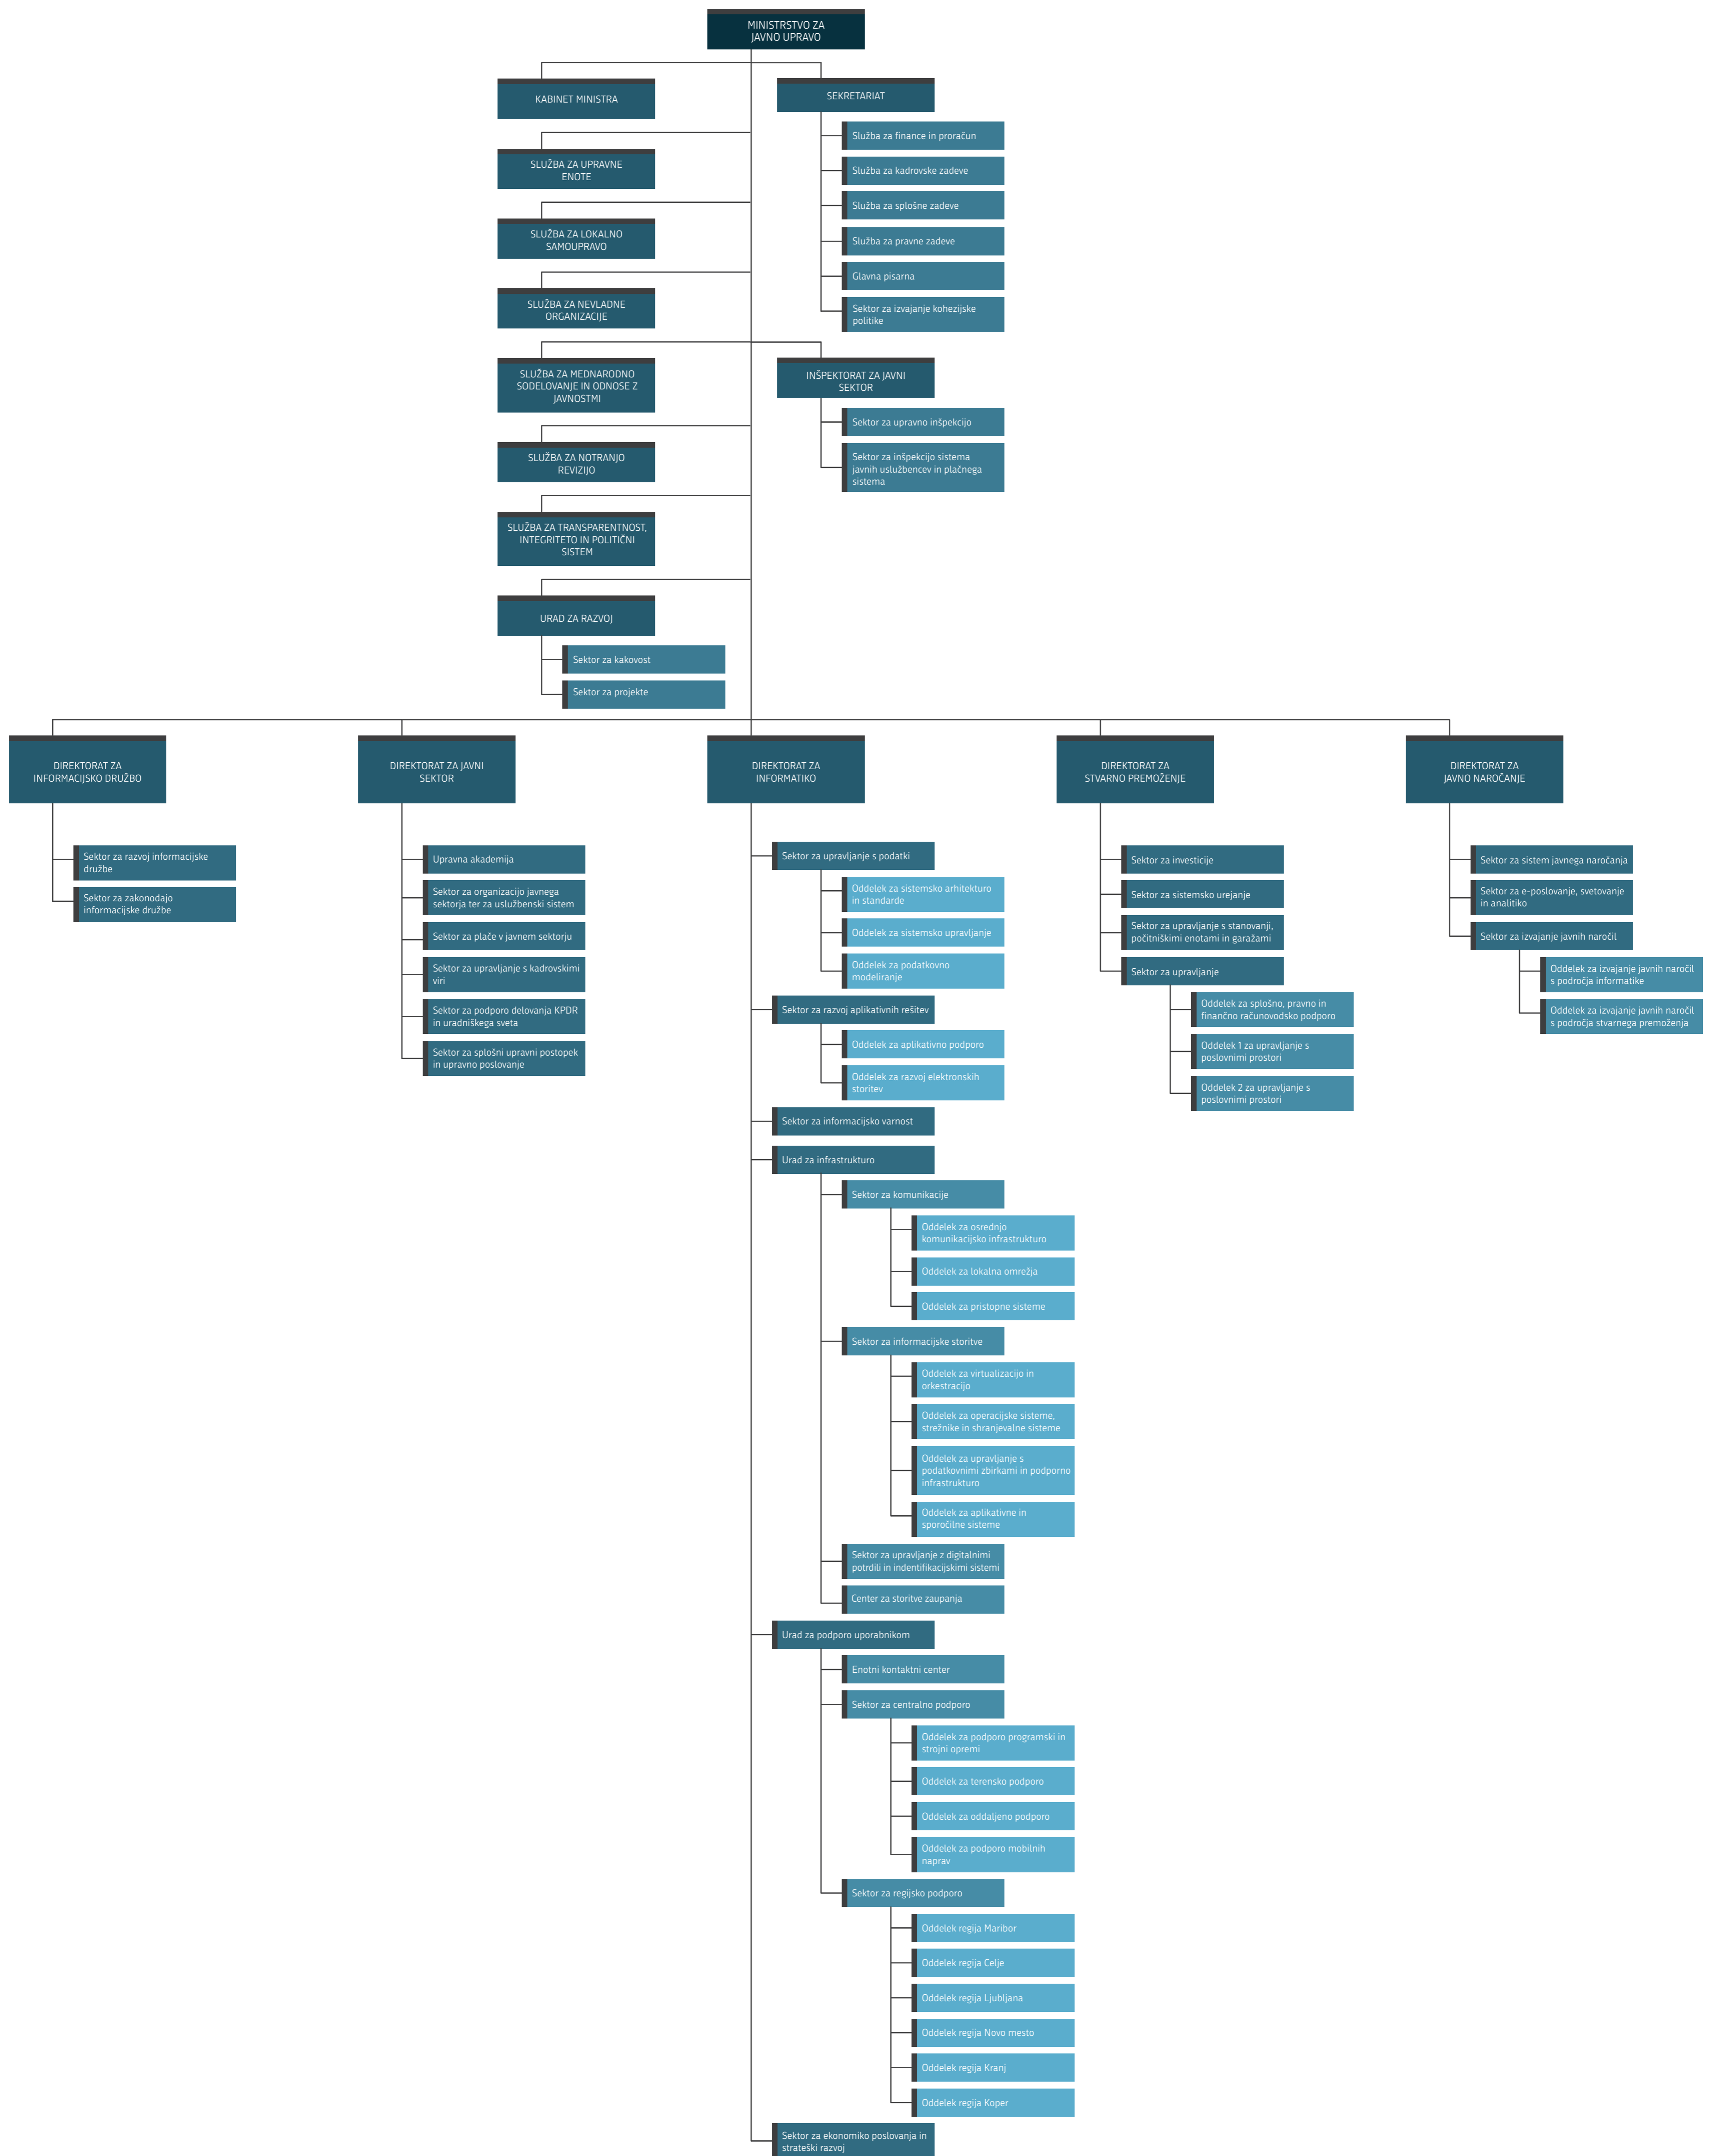 MINISTRSTVO ZA
JAVNO UPRAVO
KABINET MINISTRA
SLUŽBA ZA UPRAVNE
ENOTE
SLUŽBA ZA LOKALNO
SAMOUPRAVO
SLUŽBA ZA NEVLADNE
ORGANIZACIJE
SLUŽBA ZA MEDNARODNO
SODELOVANJE IN ODNOSE Z
JAVNOSTMI
SLUŽBA ZA NOTRANJO
REVIZIJO
SLUŽBA ZA TRANSPARENTNOST,
INTEGRITETO IN POLITIČNI
SISTEM
URAD ZA RAZVOJ
Sektor za kakovost
Sektor za projekte
SEKRETARIAT
Služba za finance in proračun
Služba za kadrovske zadeve
Služba za splošne zadeve
Služba za pravne zadeve
Glavna pisarna
Sektor za izvajanje kohezijske
politike
INŠPEKTORAT ZA JAVNI
SEKTOR
Sektor za upravno inšpekcijo
Sektor za inšpekcijo sistema
javnih uslužbencev in plačnega
sistema
DIREKTORAT ZA
INFORMACIJSKO DRUŽBO
Sektor za razvoj informacijske
družbe
Sektor za zakonodajo
informacijske družbe
DIREKTORAT ZA JAVNI
SEKTOR
Upravna akademija
Sektor za organizacijo javnega
sektorja ter za uslužbenski sistem
Sektor za plače v javnem sektorju
Sektor za upravljanje s kadrovskimi
viri
Sektor za podporo delovanja KPDR
in uradniškega sveta
Sektor za splošni upravni postopek
in upravno poslovanje
DIREKTORAT ZA
INFORMATIKO
Sektor za upravljanje s podatki
Oddelek za sistemsko arhitekturo
in standarde
Oddelek za sistemsko upravljanje
Oddelek za podatkovno
modeliranje
Sektor za razvoj aplikativnih rešitev
Oddelek za aplikativno podporo
Oddelek za razvoj elektronskih
storitev
Sektor za informacijsko varnost
Urad za infrastrukturo
Sektor za komunikacije
Oddelek za osrednjo
komunikacijsko infrastrukturo
Oddelek za lokalna omrežja
Oddelek za pristopne sisteme
Sektor za informacijske storitve
Oddelek za virtualizacijo in
orkestracijo
Oddelek za operacijske sisteme,
strežnike in shranjevalne sisteme
Oddelek za upravljanje s
podatkovnimi zbirkami in podporno
infrastrukturo
Oddelek za aplikativne in
sporočilne sisteme
Sektor za upravljanje z digitalnimi
potrdili in indentifikacijskimi sistemi
Center za storitve zaupanja
Urad za podporo uporabnikom
Enotni kontaktni center
Sektor za centralno podporo
Oddelek za podporo programski in
strojni opremi
Oddelek za terensko podporo
Oddelek za oddaljeno podporo
Oddelek za podporo mobilnih
naprav
Sektor za regijsko podporo
Oddelek regija Maribor
Oddelek regija Celje
Oddelek regija Ljubljana
Oddelek regija Novo mesto
Oddelek regija Kranj
Oddelek regija Koper
Sektor za ekonomiko poslovanja in
strateški razvoj
DIREKTORAT ZA
STVARNO PREMOŽENJE
Sektor za investicije
Sektor za sistemsko urejanje
Sektor za upravljanje s stanovanji,
počitniškimi enotami in garažami
Sektor za upravljanje
Oddelek za splošno, pravno in
finančno računovodsko podporo
Oddelek 1 za upravljanje s
poslovnimi prostori
Oddelek 2 za upravljanje s
poslovnimi prostori
DIREKTORAT ZA
JAVNO NAROČANJE
Sektor za sistem javnega naročanja
Sektor za e-poslovanje, svetovanje
in analitiko
Sektor za izvajanje javnih naročil
Oddelek za izvajanje javnih naročil
s področja informatike
Oddelek za izvajanje javnih naročil
s področja stvarnega premoženja